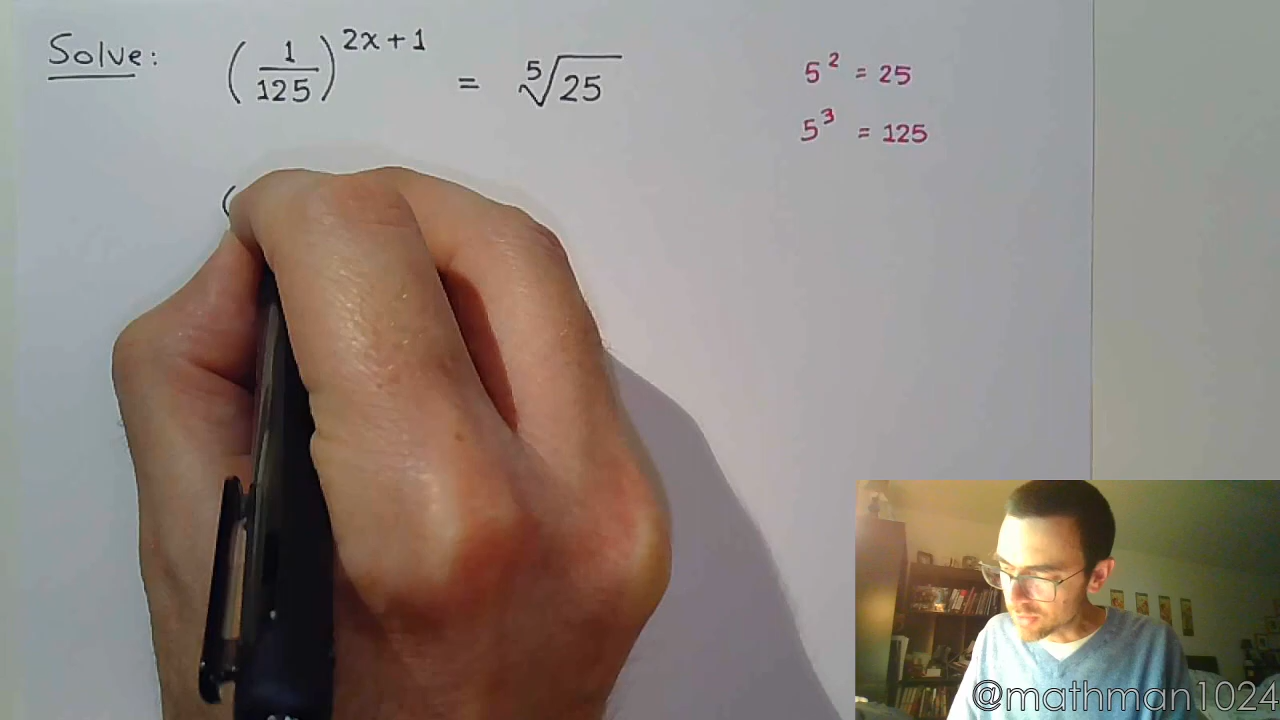 Solve: (1/125)^(2x+1) = ⁵√25
5² = 25
5³ = 125
(
@mathman1024